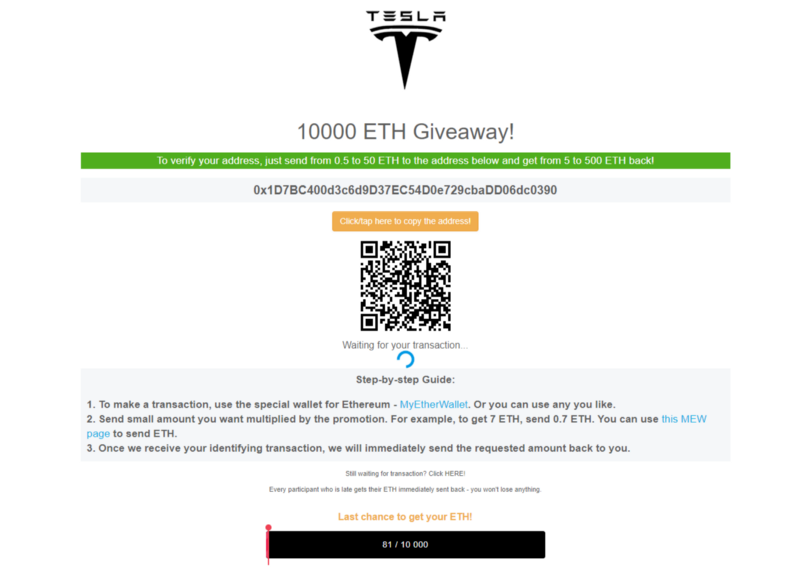 TESLA
10000 ETH Giveaway!
To verify your address, just send from 0.5 to 50 ETH to the address below and get from 5 to 500 ETH back!
0x1D7BC400d3c6d9D37EC54D0e729cbaDD06dc0390
Click/tap here to copy the address!
Waiting for your transaction...
Step-by-step Guide:
1. To make a transaction, use the special wallet for Ethereum - MyEtherWallet. Or you can use any you like.
2. Send small amount you want multiplied by the promotion. For example, to get 7 ETH, send 0.7 ETH. You can use this MEW
page to send ETH.
3. Once we receive your identifying transaction, we will immediately send the requested amount back to you.
Still waiting for transaction? Click HERE!
Every participant who is late gets their ETH immediately sent back - you won't lose anything.
Last chance to get your ETH!
81 / 10 000